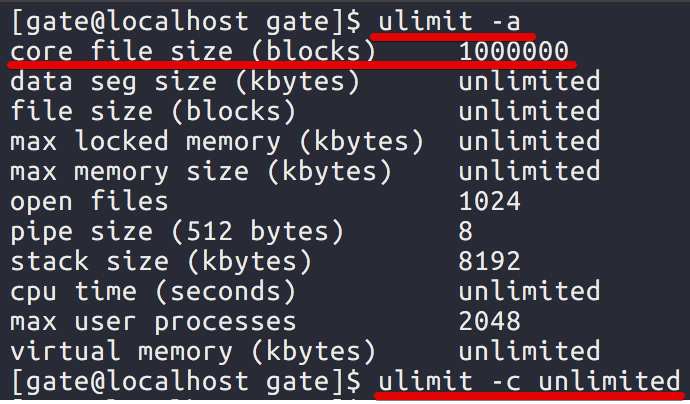 [gate@localhost gate]$ ulimit -a
core file size (blocks)     1000000
data seg size (kbytes)      unlimited
file size (blocks)          unlimited
max locked memory (kbytes)  unlimited
max memory size (kbytes)    unlimited
open files                  1024
pipe size (512 bytes)       8
stack size (kbytes)         8192
cpu time (seconds)          unlimited
max user processes          2048
virtual memory (kbytes)     unlimited
[gate@localhost gate]$ ulimit -c unlimited